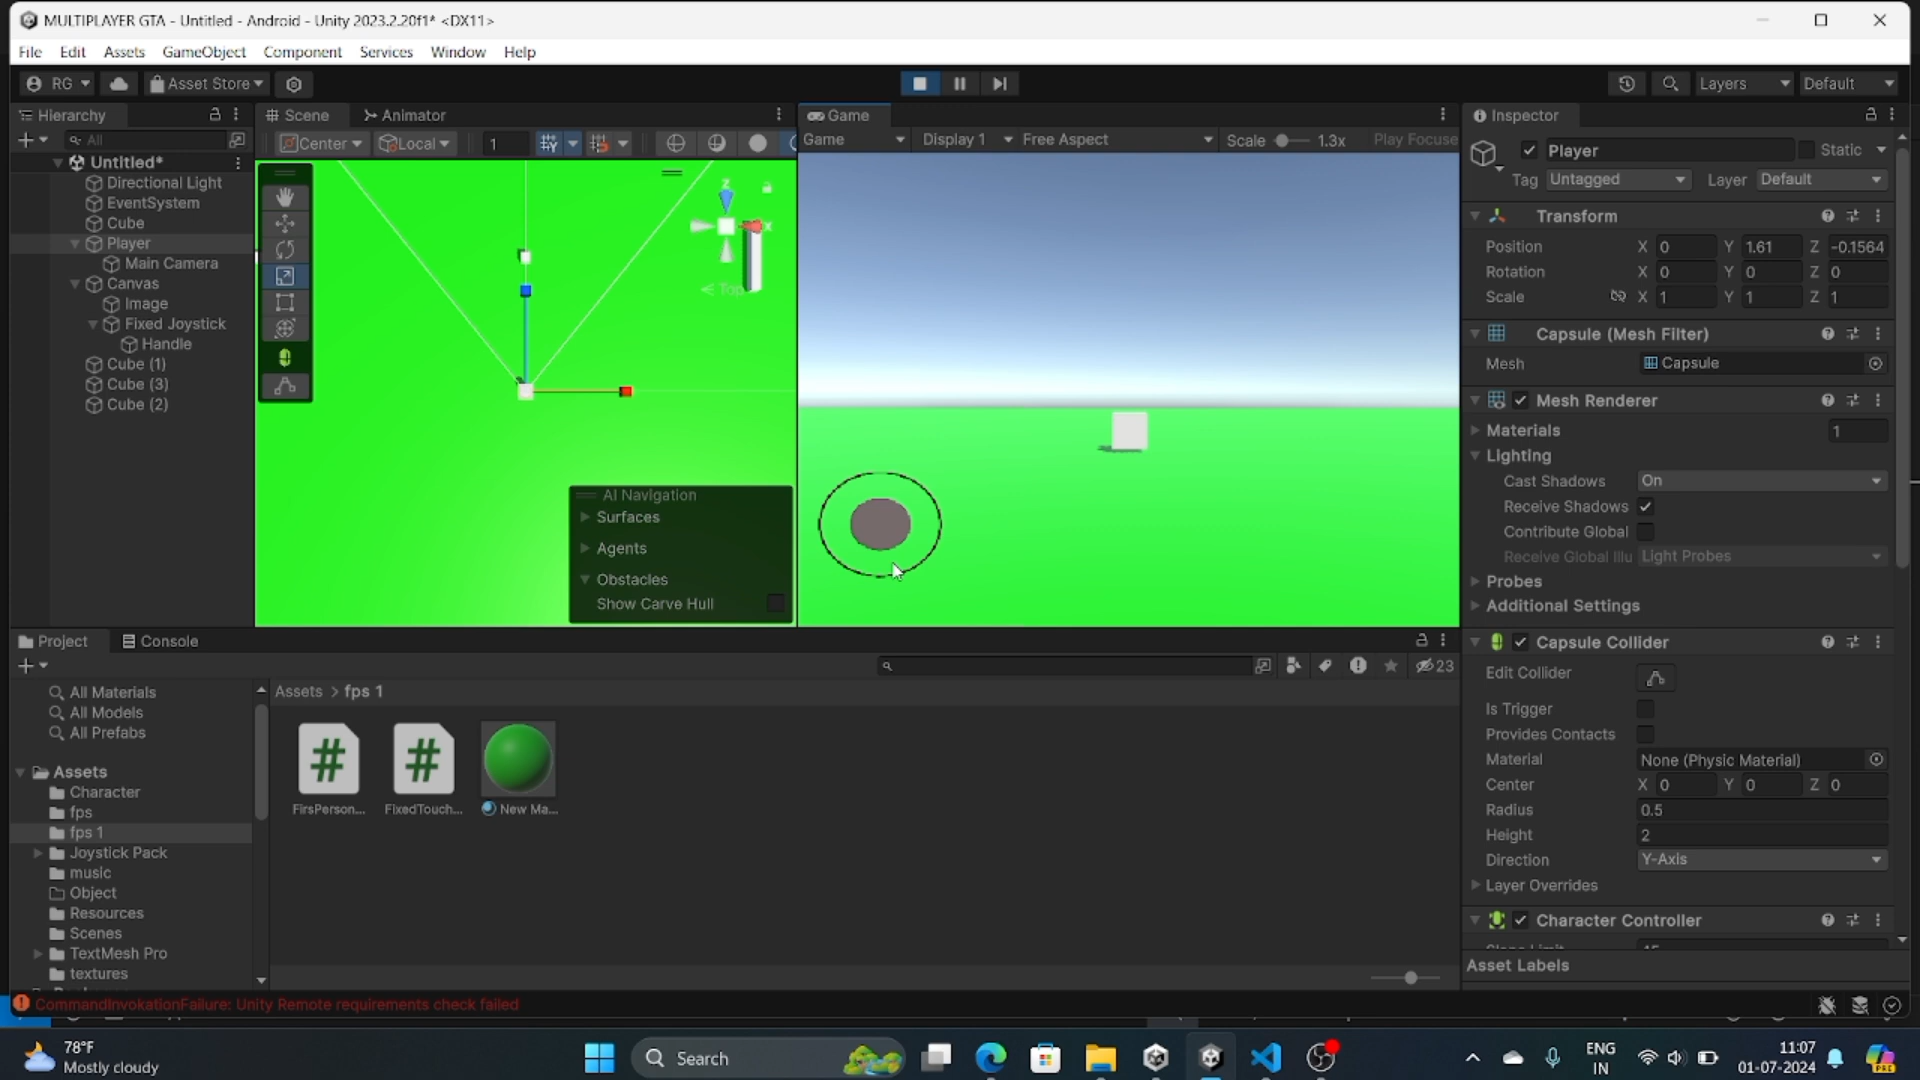 MULTIPLAYER GTA - Untitled - Android - Unity 2023.2.20f1* <DX11>
File Edit Assets GameObject Component Services Window Help
RG Asset Store Layers Default
Hierarchy
All
Untitled*
Directional Light
EventSystem
Cube
Player
Main Camera
Canvas
Image
Fixed Joystick
Handle
Cube (1)
Cube (3)
Cube (2)
Scene Animator
Center Local 1
z
x
< Top
AI Navigation
Surfaces
Agents
Obstacles
Show Carve Hull
Game
Game Display 1 Free Aspect Scale 1.3x Play Focuse
Inspector
Player Static
Tag Untagged Layer Default
Transform
Position X 0 Y 1.61 Z -0.1564
Rotation X 0 Y 0 Z 0
Scale X 1 Y 1 Z 1
Capsule (Mesh Filter)
Mesh Capsule
Mesh Renderer
Materials 1
Lighting
Cast Shadows On
Receive Shadows
Contribute Global
Receive Global Illu Light Probes
Probes
Additional Settings
Capsule Collider
Edit Collider
Is Trigger
Provides Contacts
Material None (Physic Material)
Center X 0 Y 0 Z 0
Radius 0.5
Height 2
Direction Y-Axis
Layer Overrides
Character Controller
Asset Labels
Project Console
23
All Materials
All Models
All Prefabs
Assets
Character
fps
fps 1
Joystick Pack
music
Object
Resources
Scenes
TextMesh Pro
textures
Assets > fps 1
FirsPerson... FixedTouch... New Ma...
CommandInvokationFailure: Unity Remote requirements check failed
78°F
Mostly cloudy
Search
ENG
IN
11:07
01-07-2024